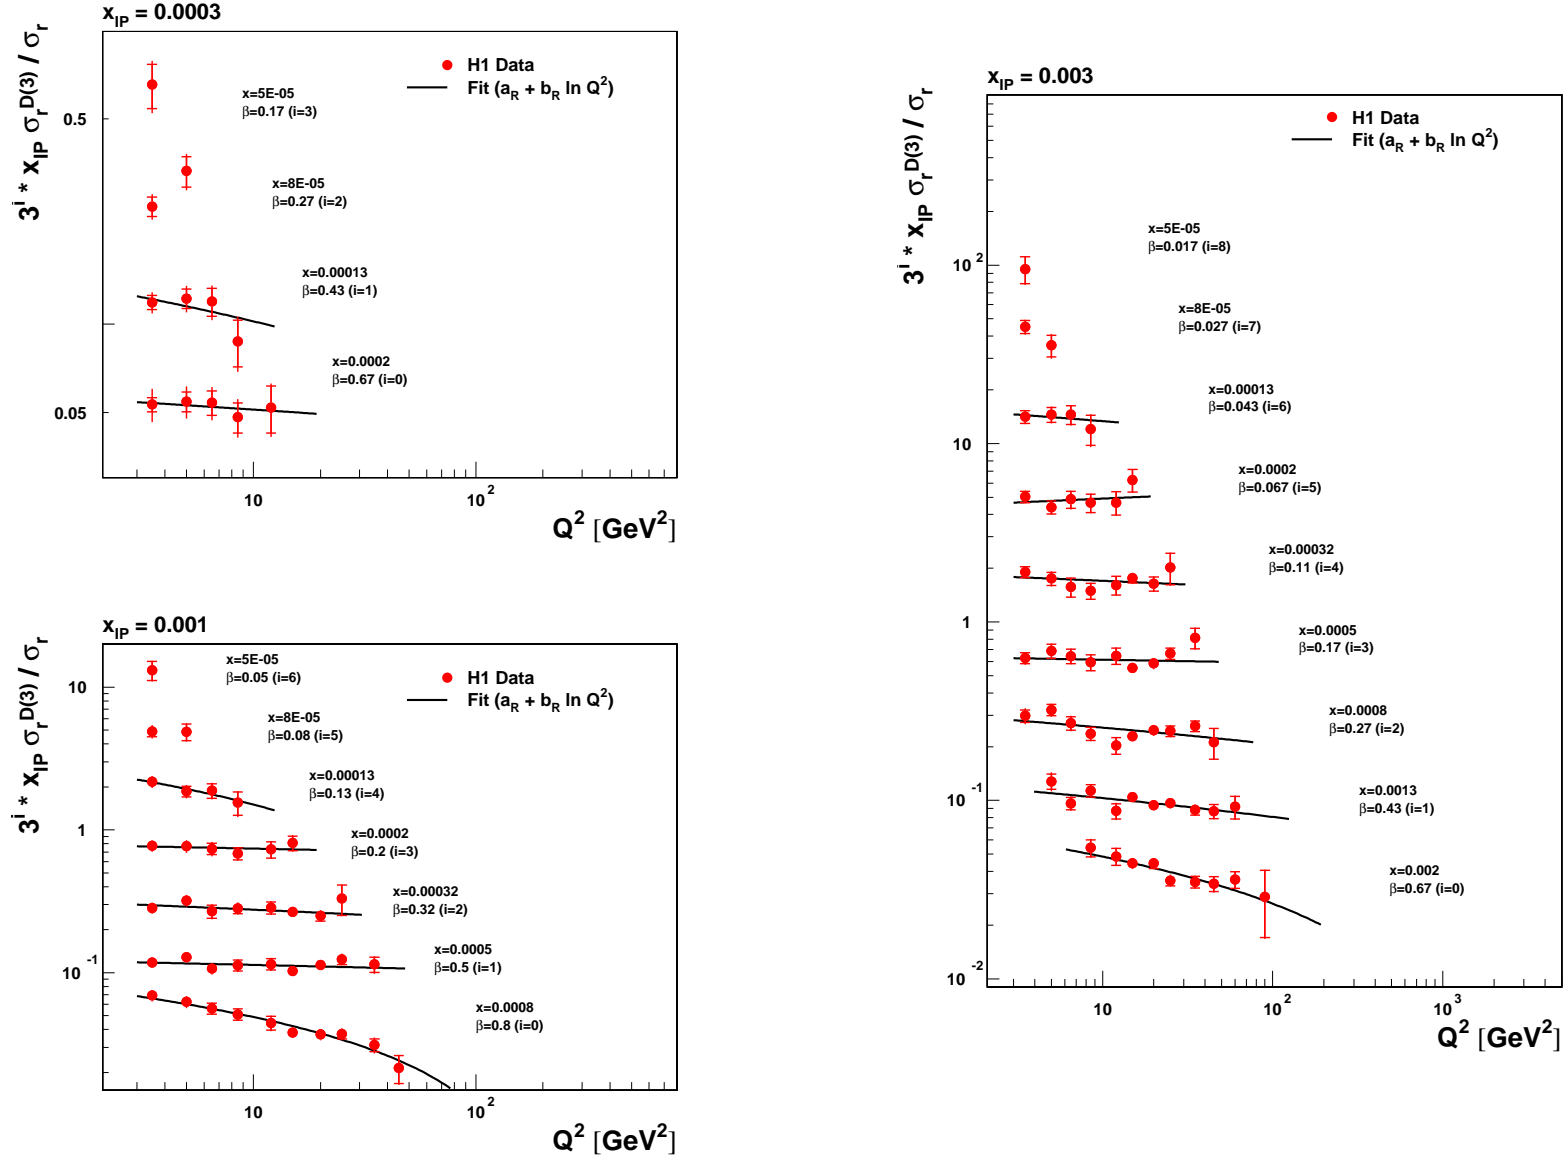 x_IP = 0.0003
3^i * x_IP σ_r^D(3) / σ_r
H1 Data
Fit (a_R + b_R ln Q^2)
x=5E-05
β=0.17 (i=3)
x=8E-05
β=0.27 (i=2)
x=0.00013
β=0.43 (i=1)
x=0.0002
β=0.67 (i=0)
0.5
0.05
10
10^2
Q^2 [GeV^2]
x_IP = 0.001
3^i * x_IP σ_r^D(3) / σ_r
H1 Data
Fit (a_R + b_R ln Q^2)
x=5E-05
β=0.05 (i=6)
x=8E-05
β=0.08 (i=5)
x=0.00013
β=0.13 (i=4)
x=0.0002
β=0.2 (i=3)
x=0.00032
β=0.32 (i=2)
x=0.0005
β=0.5 (i=1)
x=0.0008
β=0.8 (i=0)
10
1
10^-1
10
10^2
Q^2 [GeV^2]
x_IP = 0.003
3^i * x_IP σ_r^D(3) / σ_r
H1 Data
Fit (a_R + b_R ln Q^2)
x=5E-05
β=0.017 (i=8)
x=8E-05
β=0.027 (i=7)
x=0.00013
β=0.043 (i=6)
x=0.0002
β=0.067 (i=5)
x=0.00032
β=0.11 (i=4)
x=0.0005
β=0.17 (i=3)
x=0.0008
β=0.27 (i=2)
x=0.0013
β=0.43 (i=1)
x=0.002
β=0.67 (i=0)
10^2
10
1
10^-1
10^-2
10
10^2
10^3
Q^2 [GeV^2]